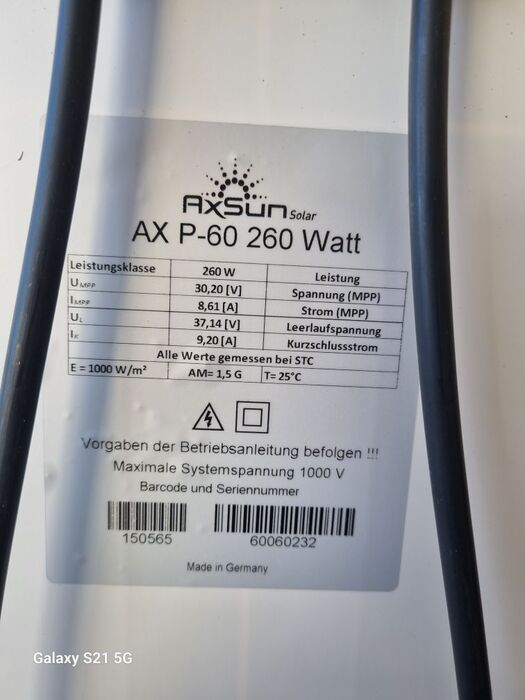 AXSUN Solar
AX P-60 260 Watt
Leistungsklasse 260 W Leistung
UMPP 30,20 [V] Spannung (MPP)
IMPP 8,61 [A] Strom (MPP)
UL 37,14 [V] Leerlaufspannung
IK 9,20 [A] Kurzschlussstrom
Alle Werte gemessen bei STC
E = 1000 W/m² AM= 1,5 G T= 25°C
Vorgaben der Betriebsanleitung befolgen !!!
Maximale Systemspannung 1000 V
Barcode und Seriennummer
150565 60060232
Made in Germany
Galaxy S21 5G